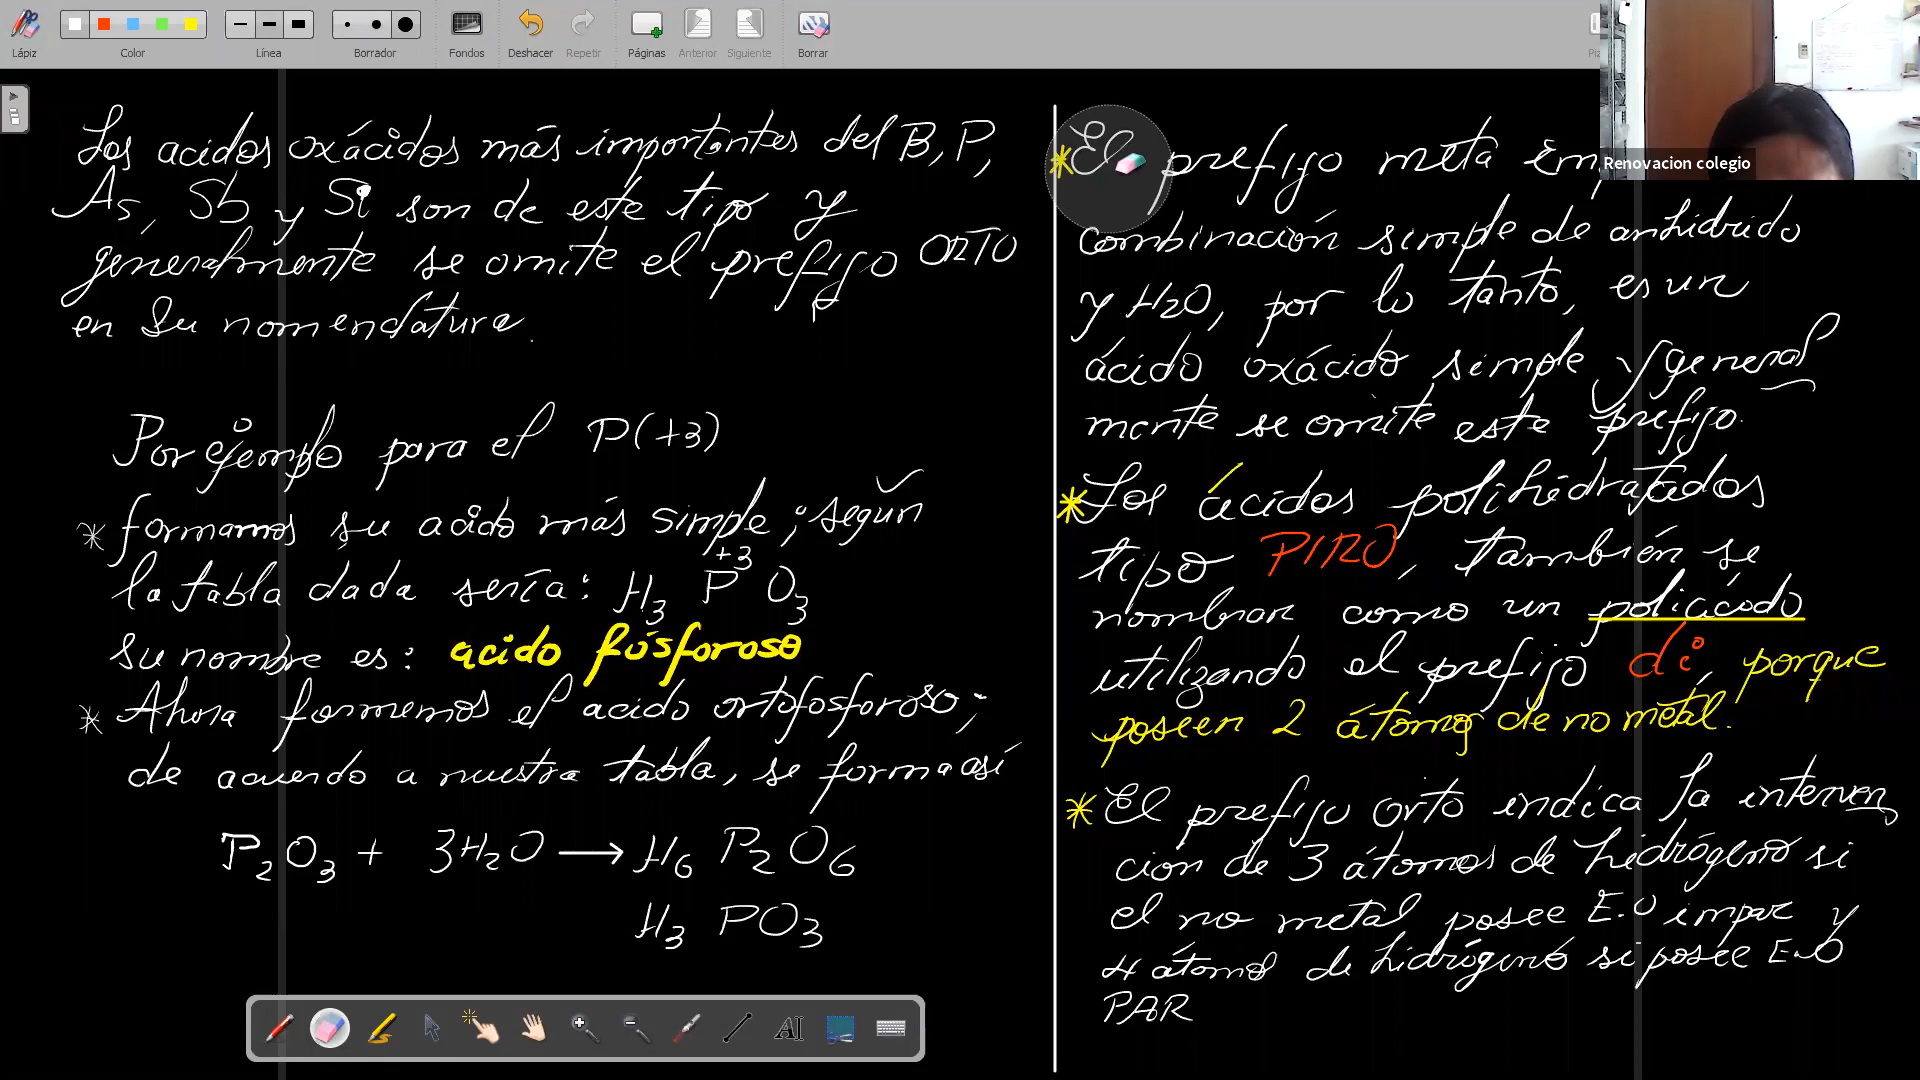 Lápiz
Color
Línea
Borrador
Fondos
Deshacer
Repetir
Páginas
Anterior
Siguiente
Borrar
Renovacion colegio
Los acidos oxácidos más importantes del B, P,
As, Sb y Si son de este tipo y
generalmente se omite el prefijo ORTO
en su nomenclatura.
Por ejemplo para el P(+3)
* formamos su acido más simple; según
la tabla dada sería: H3 P+3 O3
su nombre es: acido fósforoso
* Ahora formemos el acido ortofosforoso;
de acuerdo a nuestra tabla, se forma así
P2O3 + 3H2O → H6 P2 O6
H3 PO3
* El prefijo meta
combinación simple de anhidrido
y H2O, por lo tanto, es un
ácido oxácido simple y general
mente se omite este prefijo.
* Los ácidos polihidratados
tipo PIRO, también se
nombran como un poliácido
utilizando el prefijo di, porque
poseen 2 átomos de no metal.
* El prefijo orto indica la interven
ción de 3 átomos de hidrógeno si
el no metal posee E.O impar y
4 átomos de hidrógeno si posee E.O
PAR
AI